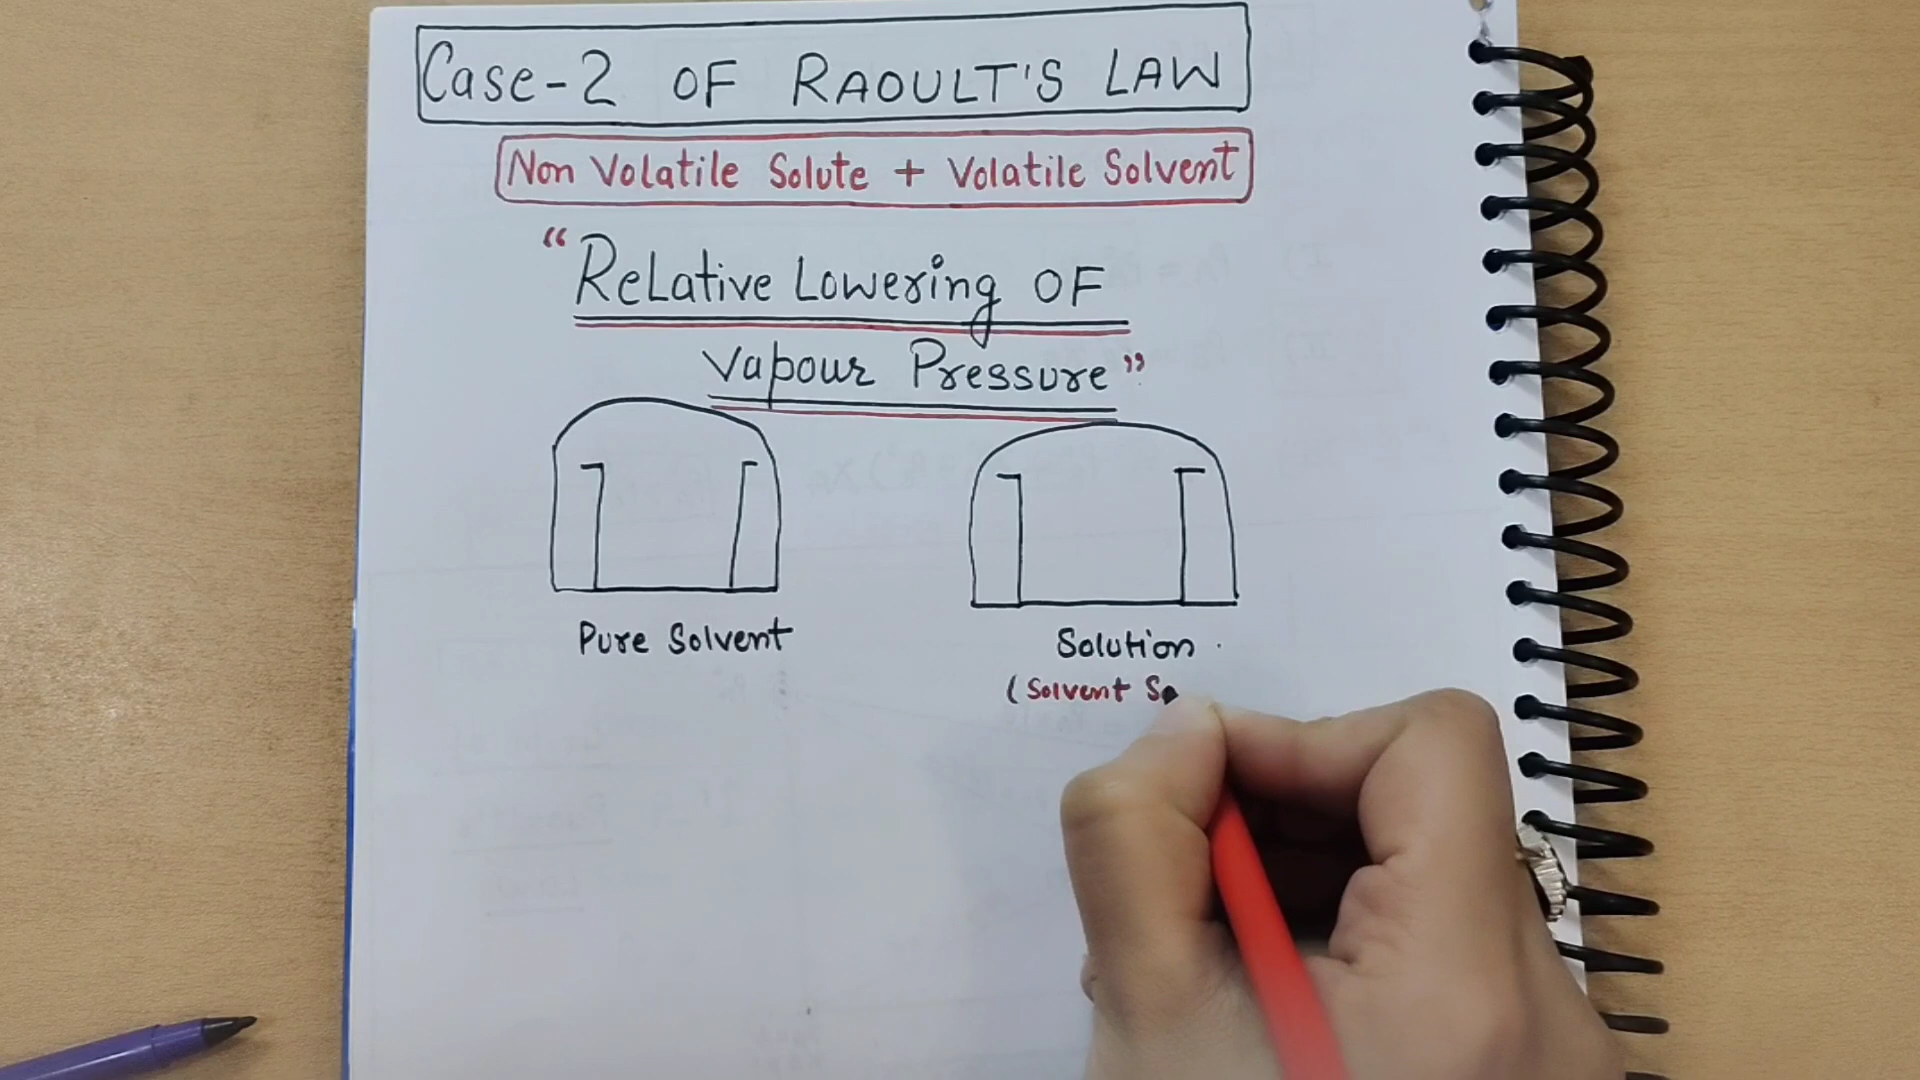 Case-2 OF RAOULT'S LAW
Non Volatile Solute + Volatile Solvent
"Relative Lowering OF
Vapour Pressure"
Pure Solvent
Solution
(Solvent So